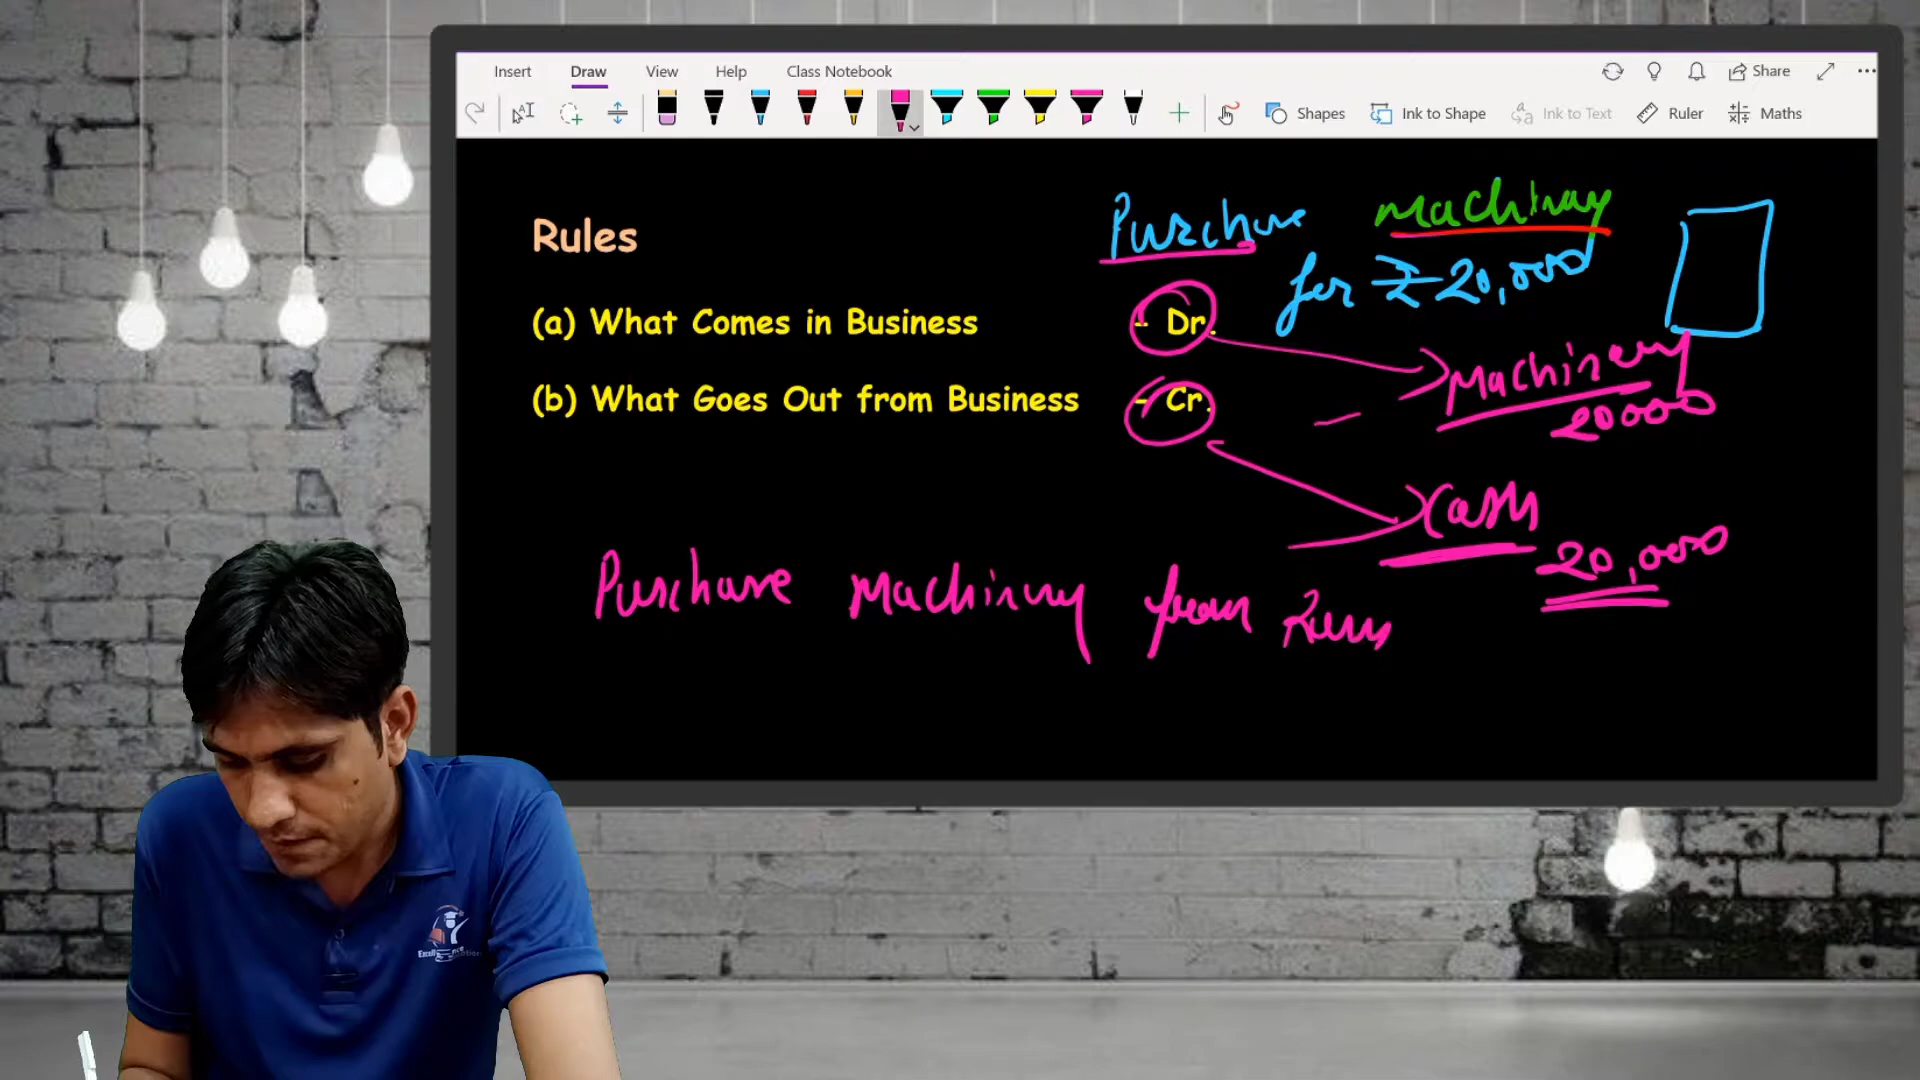 Insert Draw View Help Class Notebook Share
Shapes Ink to Shape Ink to Text Ruler Maths
Rules
Purchase machinay
for ₹ 20,000
(a) What Comes in Business - Dr.
Machinery
20000
(b) What Goes Out from Business - Cr.
Cash
20,000
Purchase machinery from